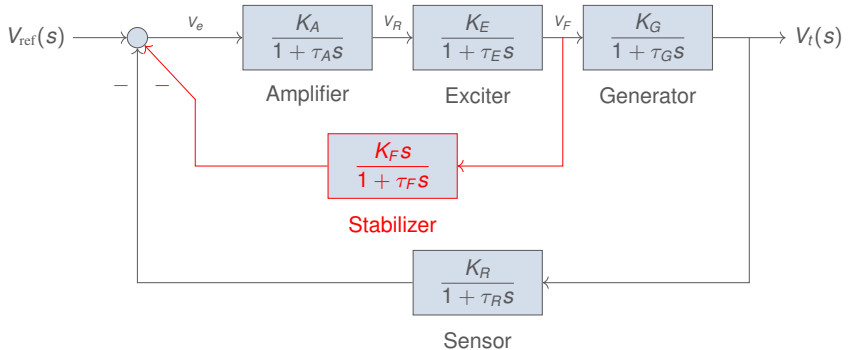 V_ref(s)
v_e
K_A
1 + τ_A s
Amplifier
v_R
K_E
1 + τ_E s
Exciter
v_F
K_G
1 + τ_G s
Generator
V_t(s)
− −
K_F s
1 + τ_F s
Stabilizer
K_R
1 + τ_R s
Sensor